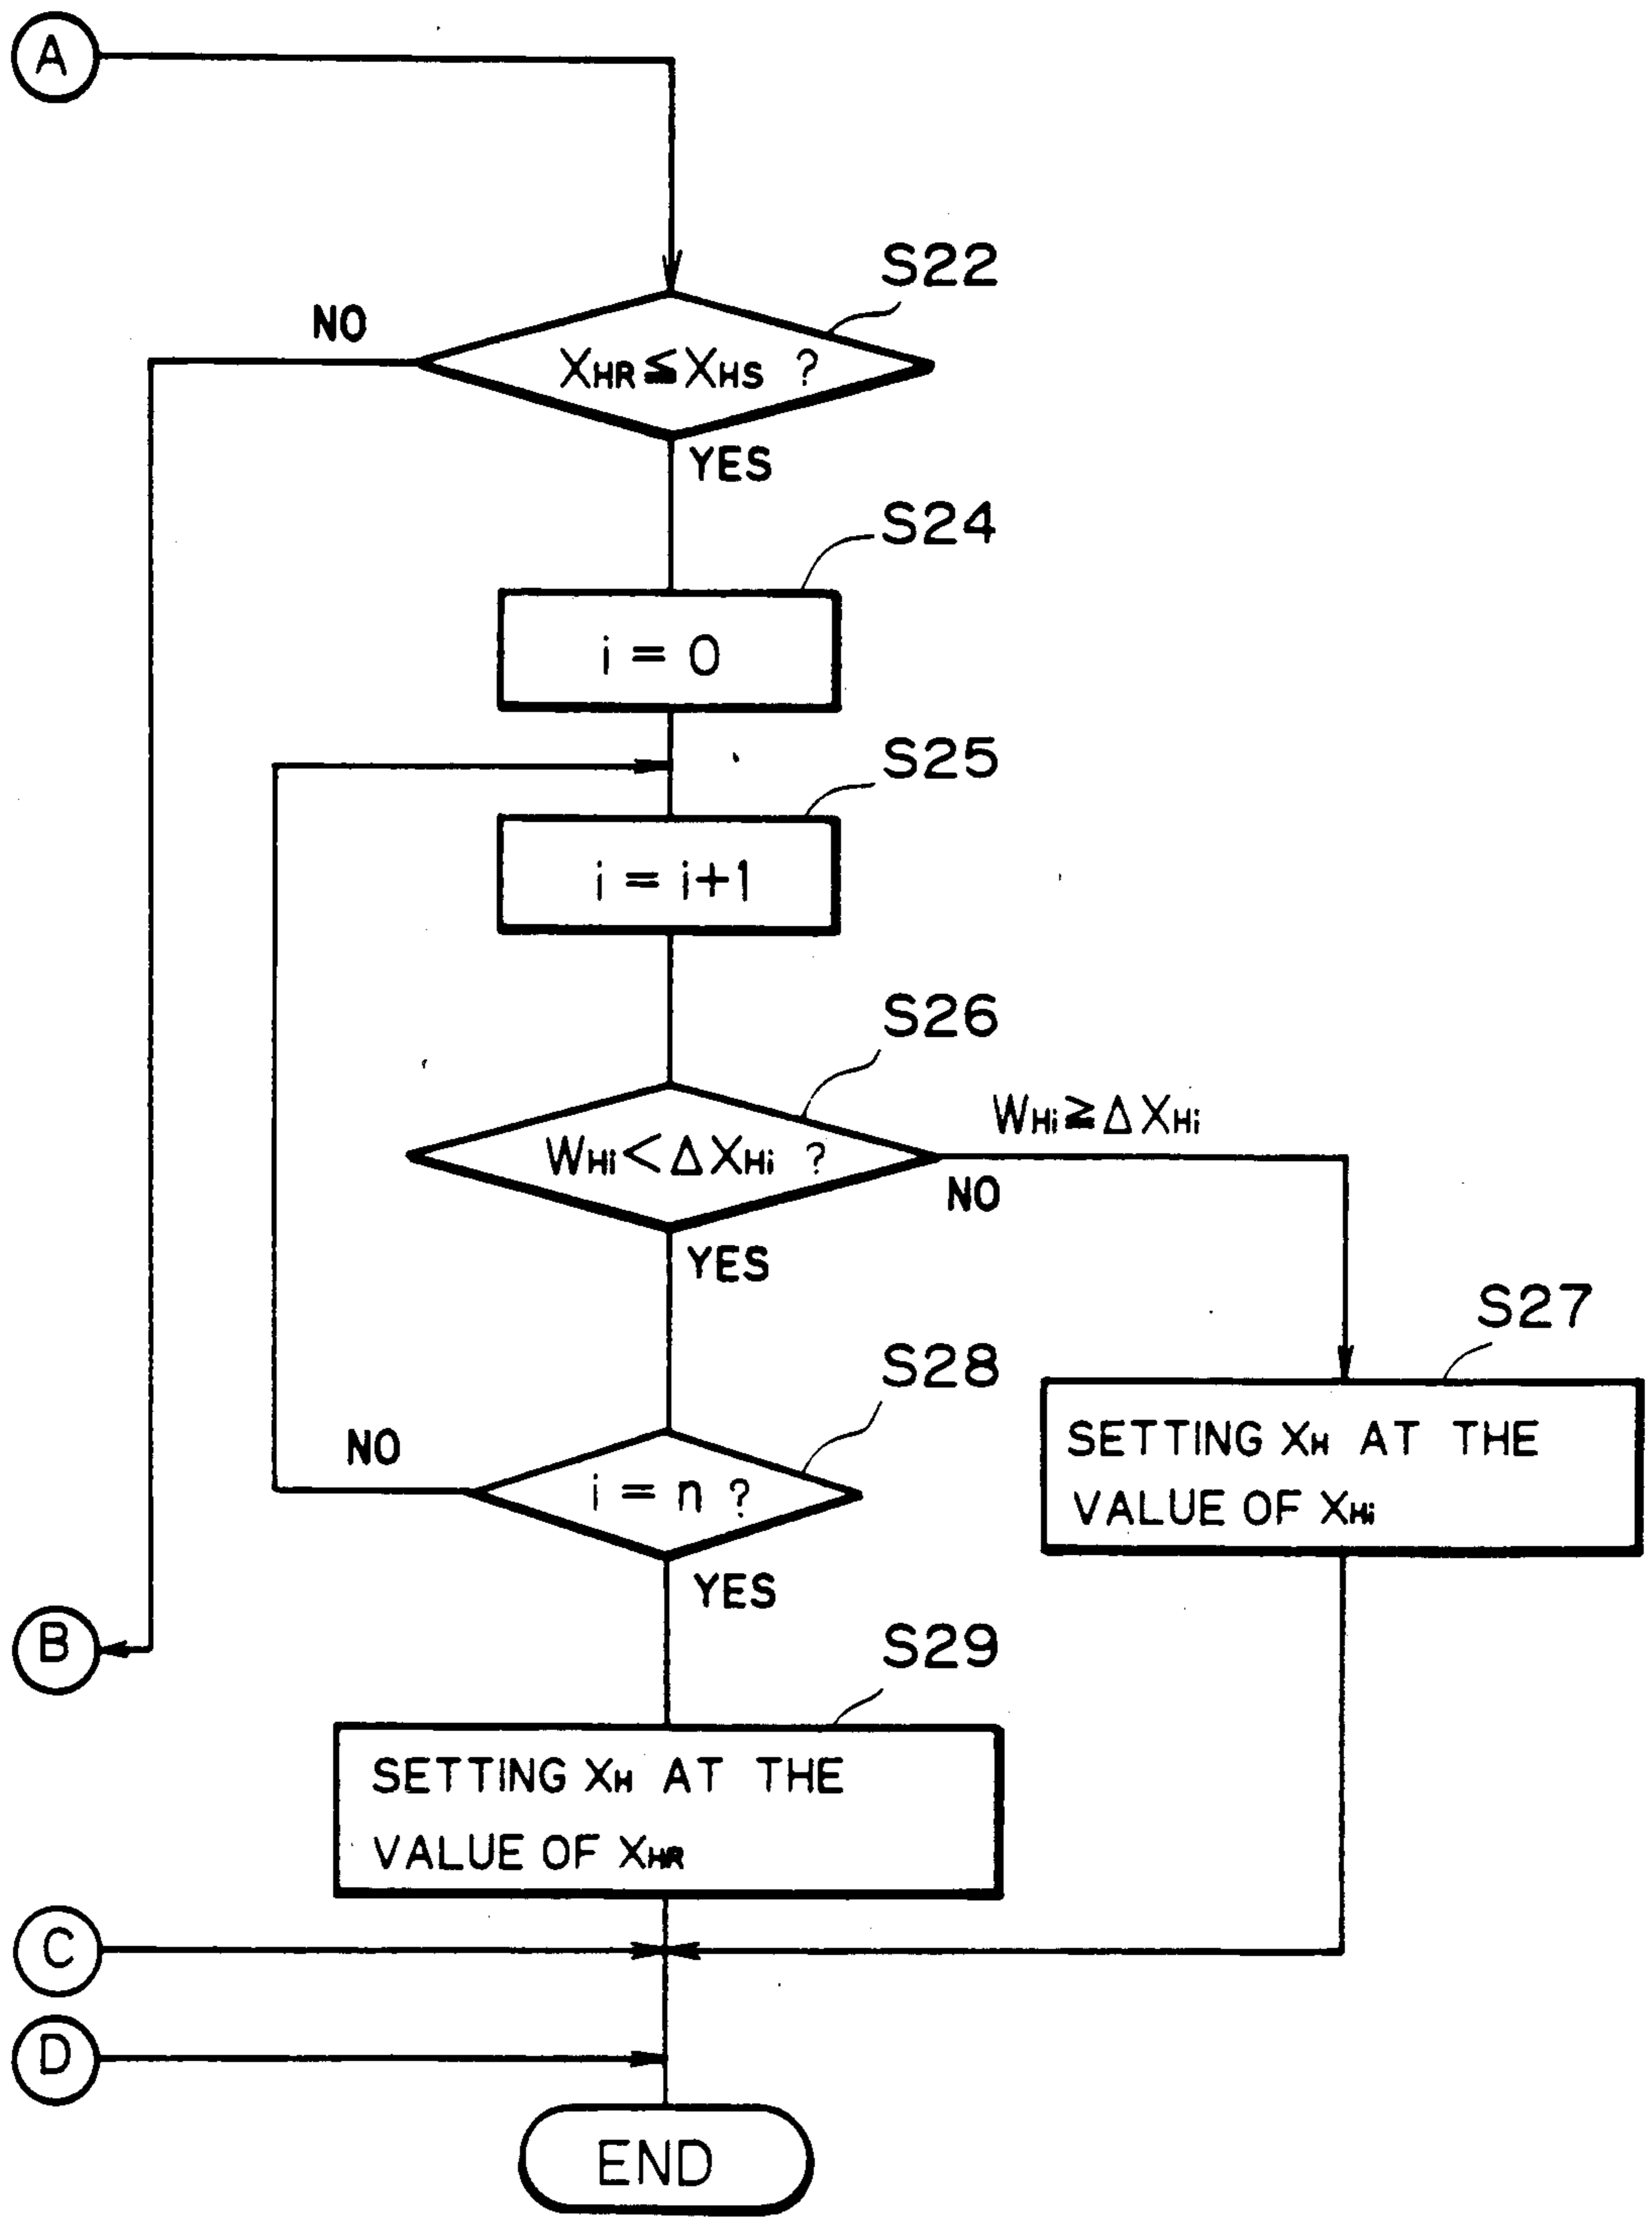 A
S22
NO
XHR≦XHS ?
YES
S24
i = 0
S25
i = i+1
S26
WHi≧ΔXHi
WHi<ΔXHi ?
NO
YES
S27
S28
SETTING XH AT THE
VALUE OF XHi
NO
i = n ?
YES
B
S29
SETTING XH AT THE
VALUE OF XHR
C
D
END